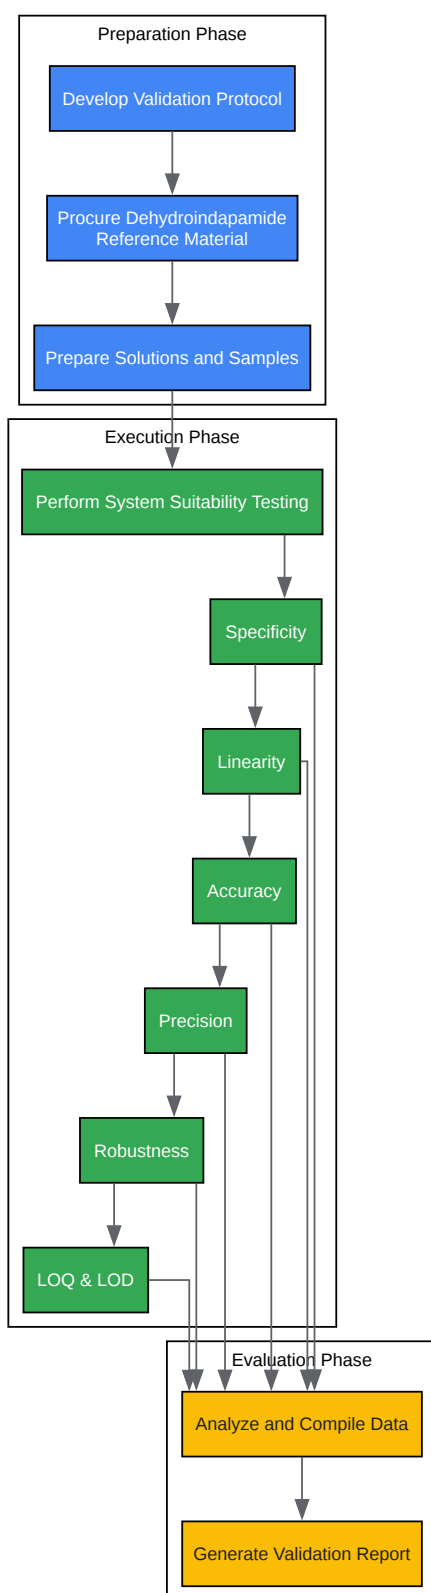 Preparation Phase
Develop Validation Protocol
Procure Dehydroindapamide
Reference Material
Prepare Solutions and Samples
Execution Phase
Perform System Suitability Testing
Specificity
Linearity
Accuracy
Precision
Robustness
LOQ & LOD
Evaluation Phase
Analyze and Compile Data
Generate Validation Report